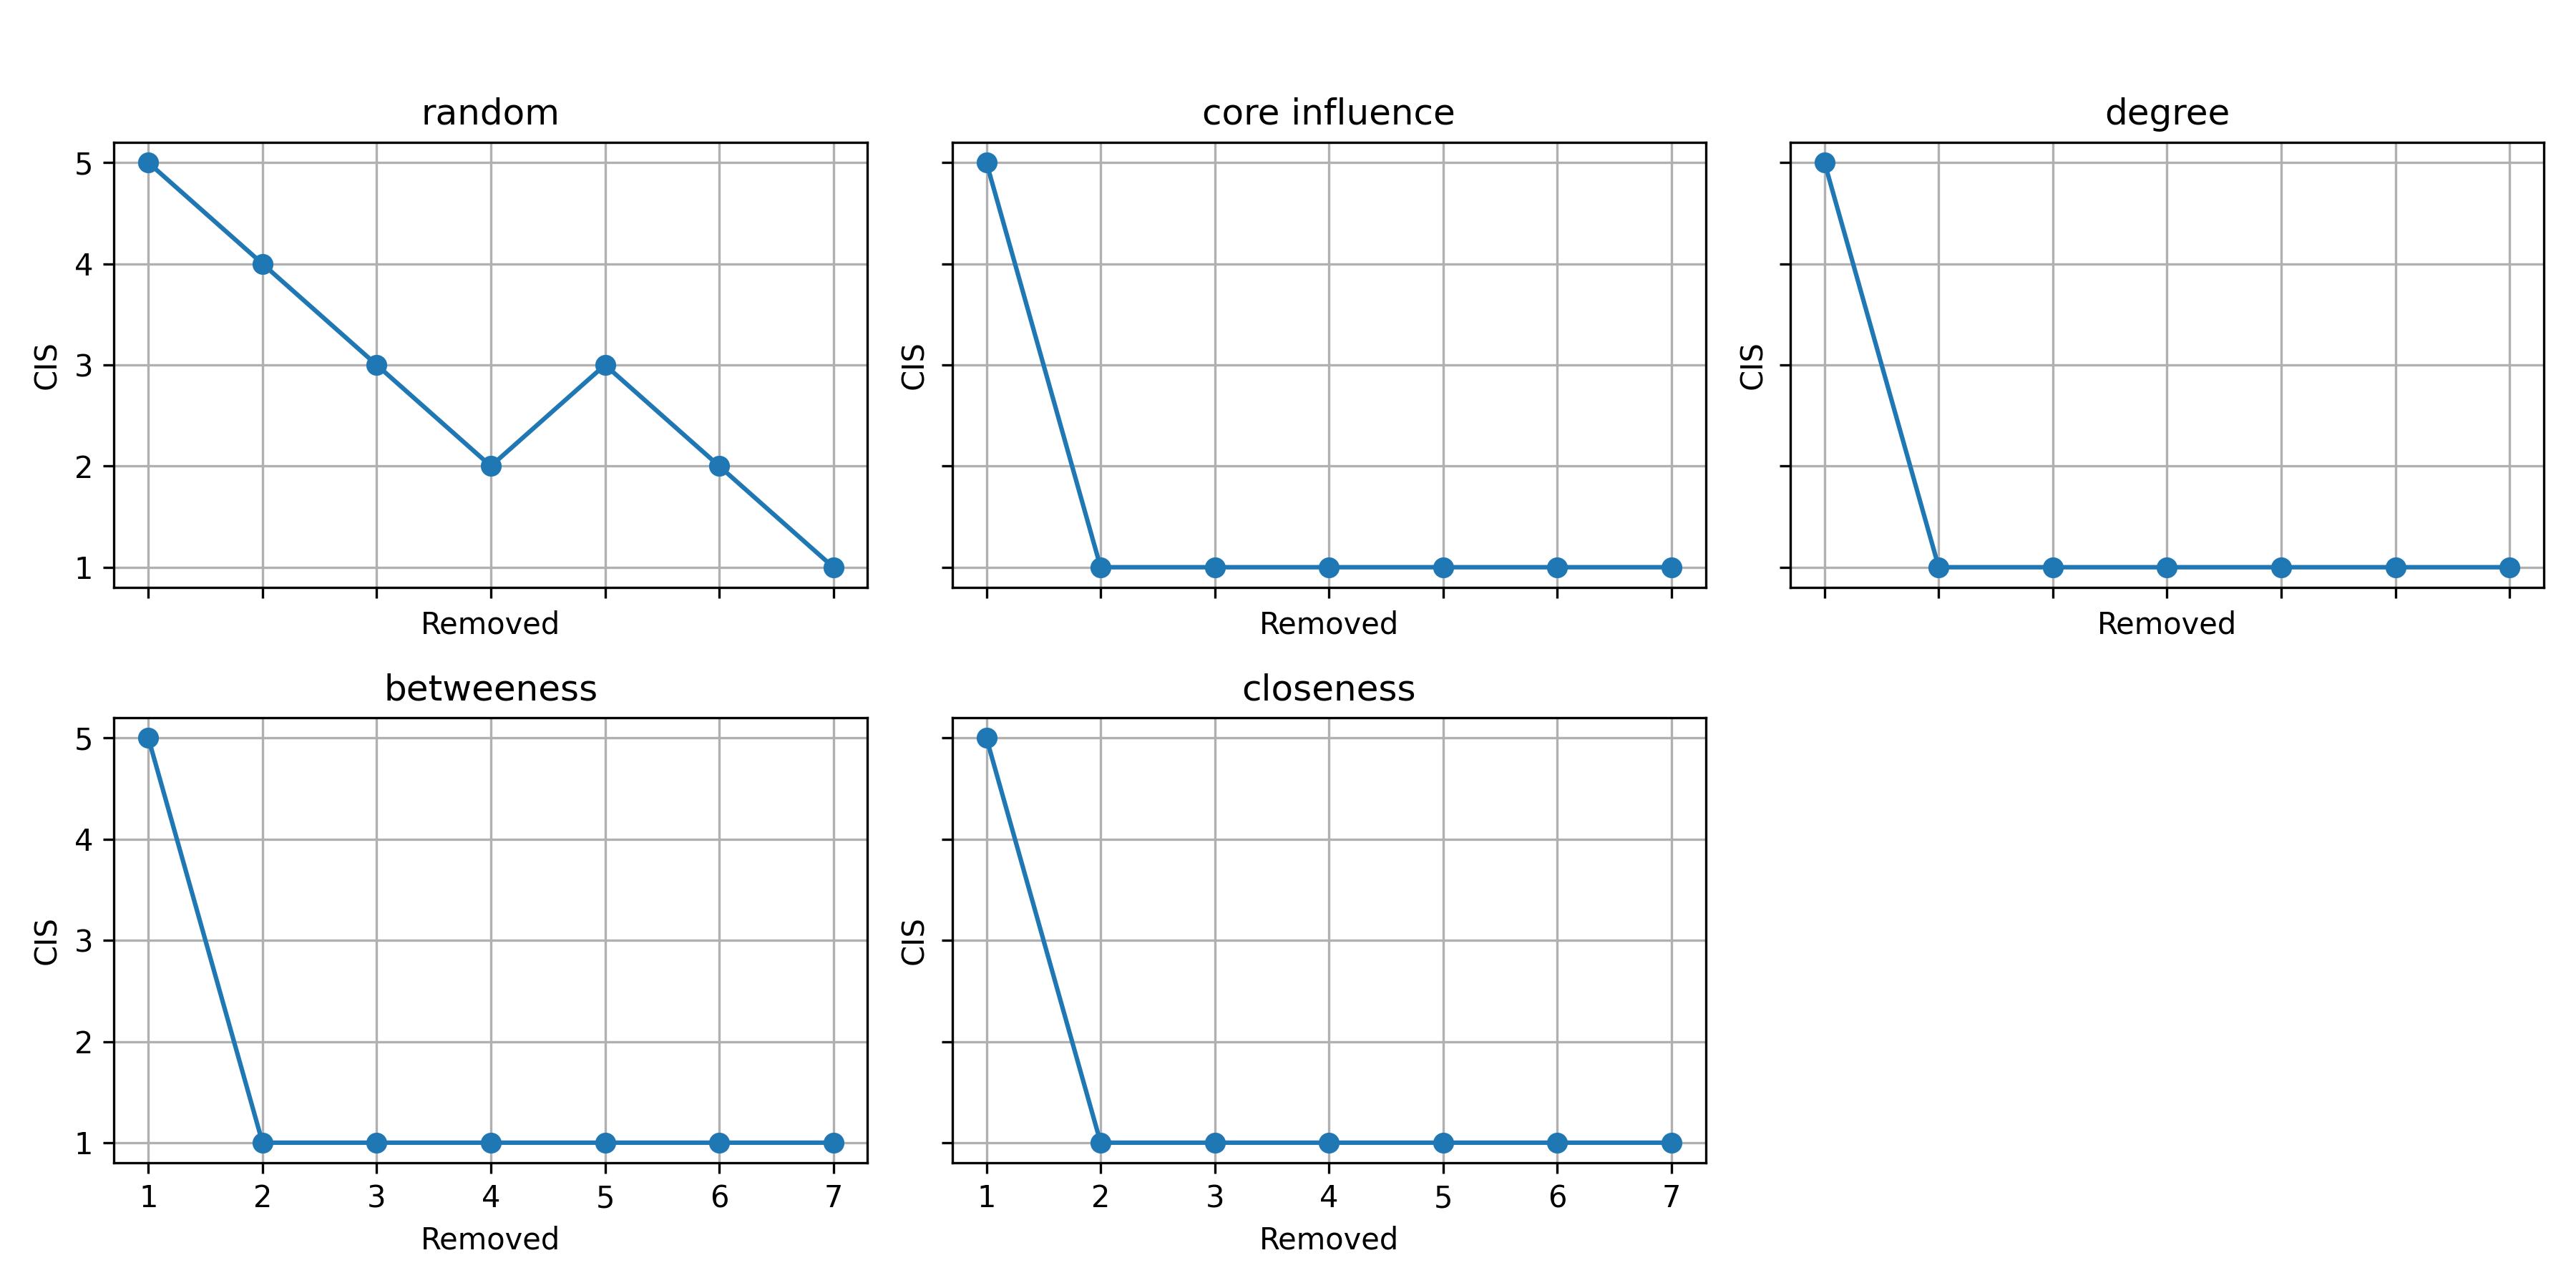 random
5
4
3
2
1
CIS
Removed
core influence
CIS
Removed
degree
CIS
Removed
betweeness
5
4
3
2
1
CIS
1 2 3 4 5 6 7
Removed
closeness
CIS
1 2 3 4 5 6 7
Removed